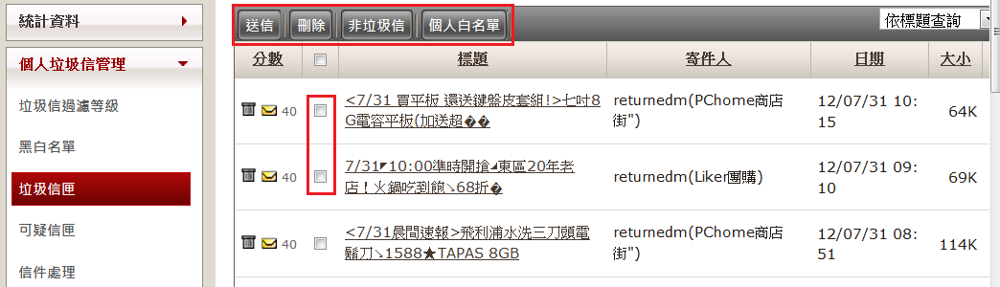 統計資料
個人垃圾信管理
垃圾信過濾等級
黑白名單
垃圾信匣
可疑信匣
信件處理
送信 刪除 非垃圾信 個人白名單 依標題查詢
分數 標題 寄件人 日期 大小
40 <7/31 買平板 還送鍵盤皮套組!>七吋8 returnedm(PChome商店 12/07/31 10: 64K
G電容平板(加送超�� 街") 15
40 7/31◤10:00準時開搶◢東區20年老 returnedm(Liker團購) 12/07/31 09: 69K
店！火鍋吃到飽↘68折� 10
40 <7/31晨間速報>飛利浦水洗三刀頭電 returnedm(PChome商店 12/07/31 08: 114K
鬍刀↘1588★TAPAS 8GB 街") 51